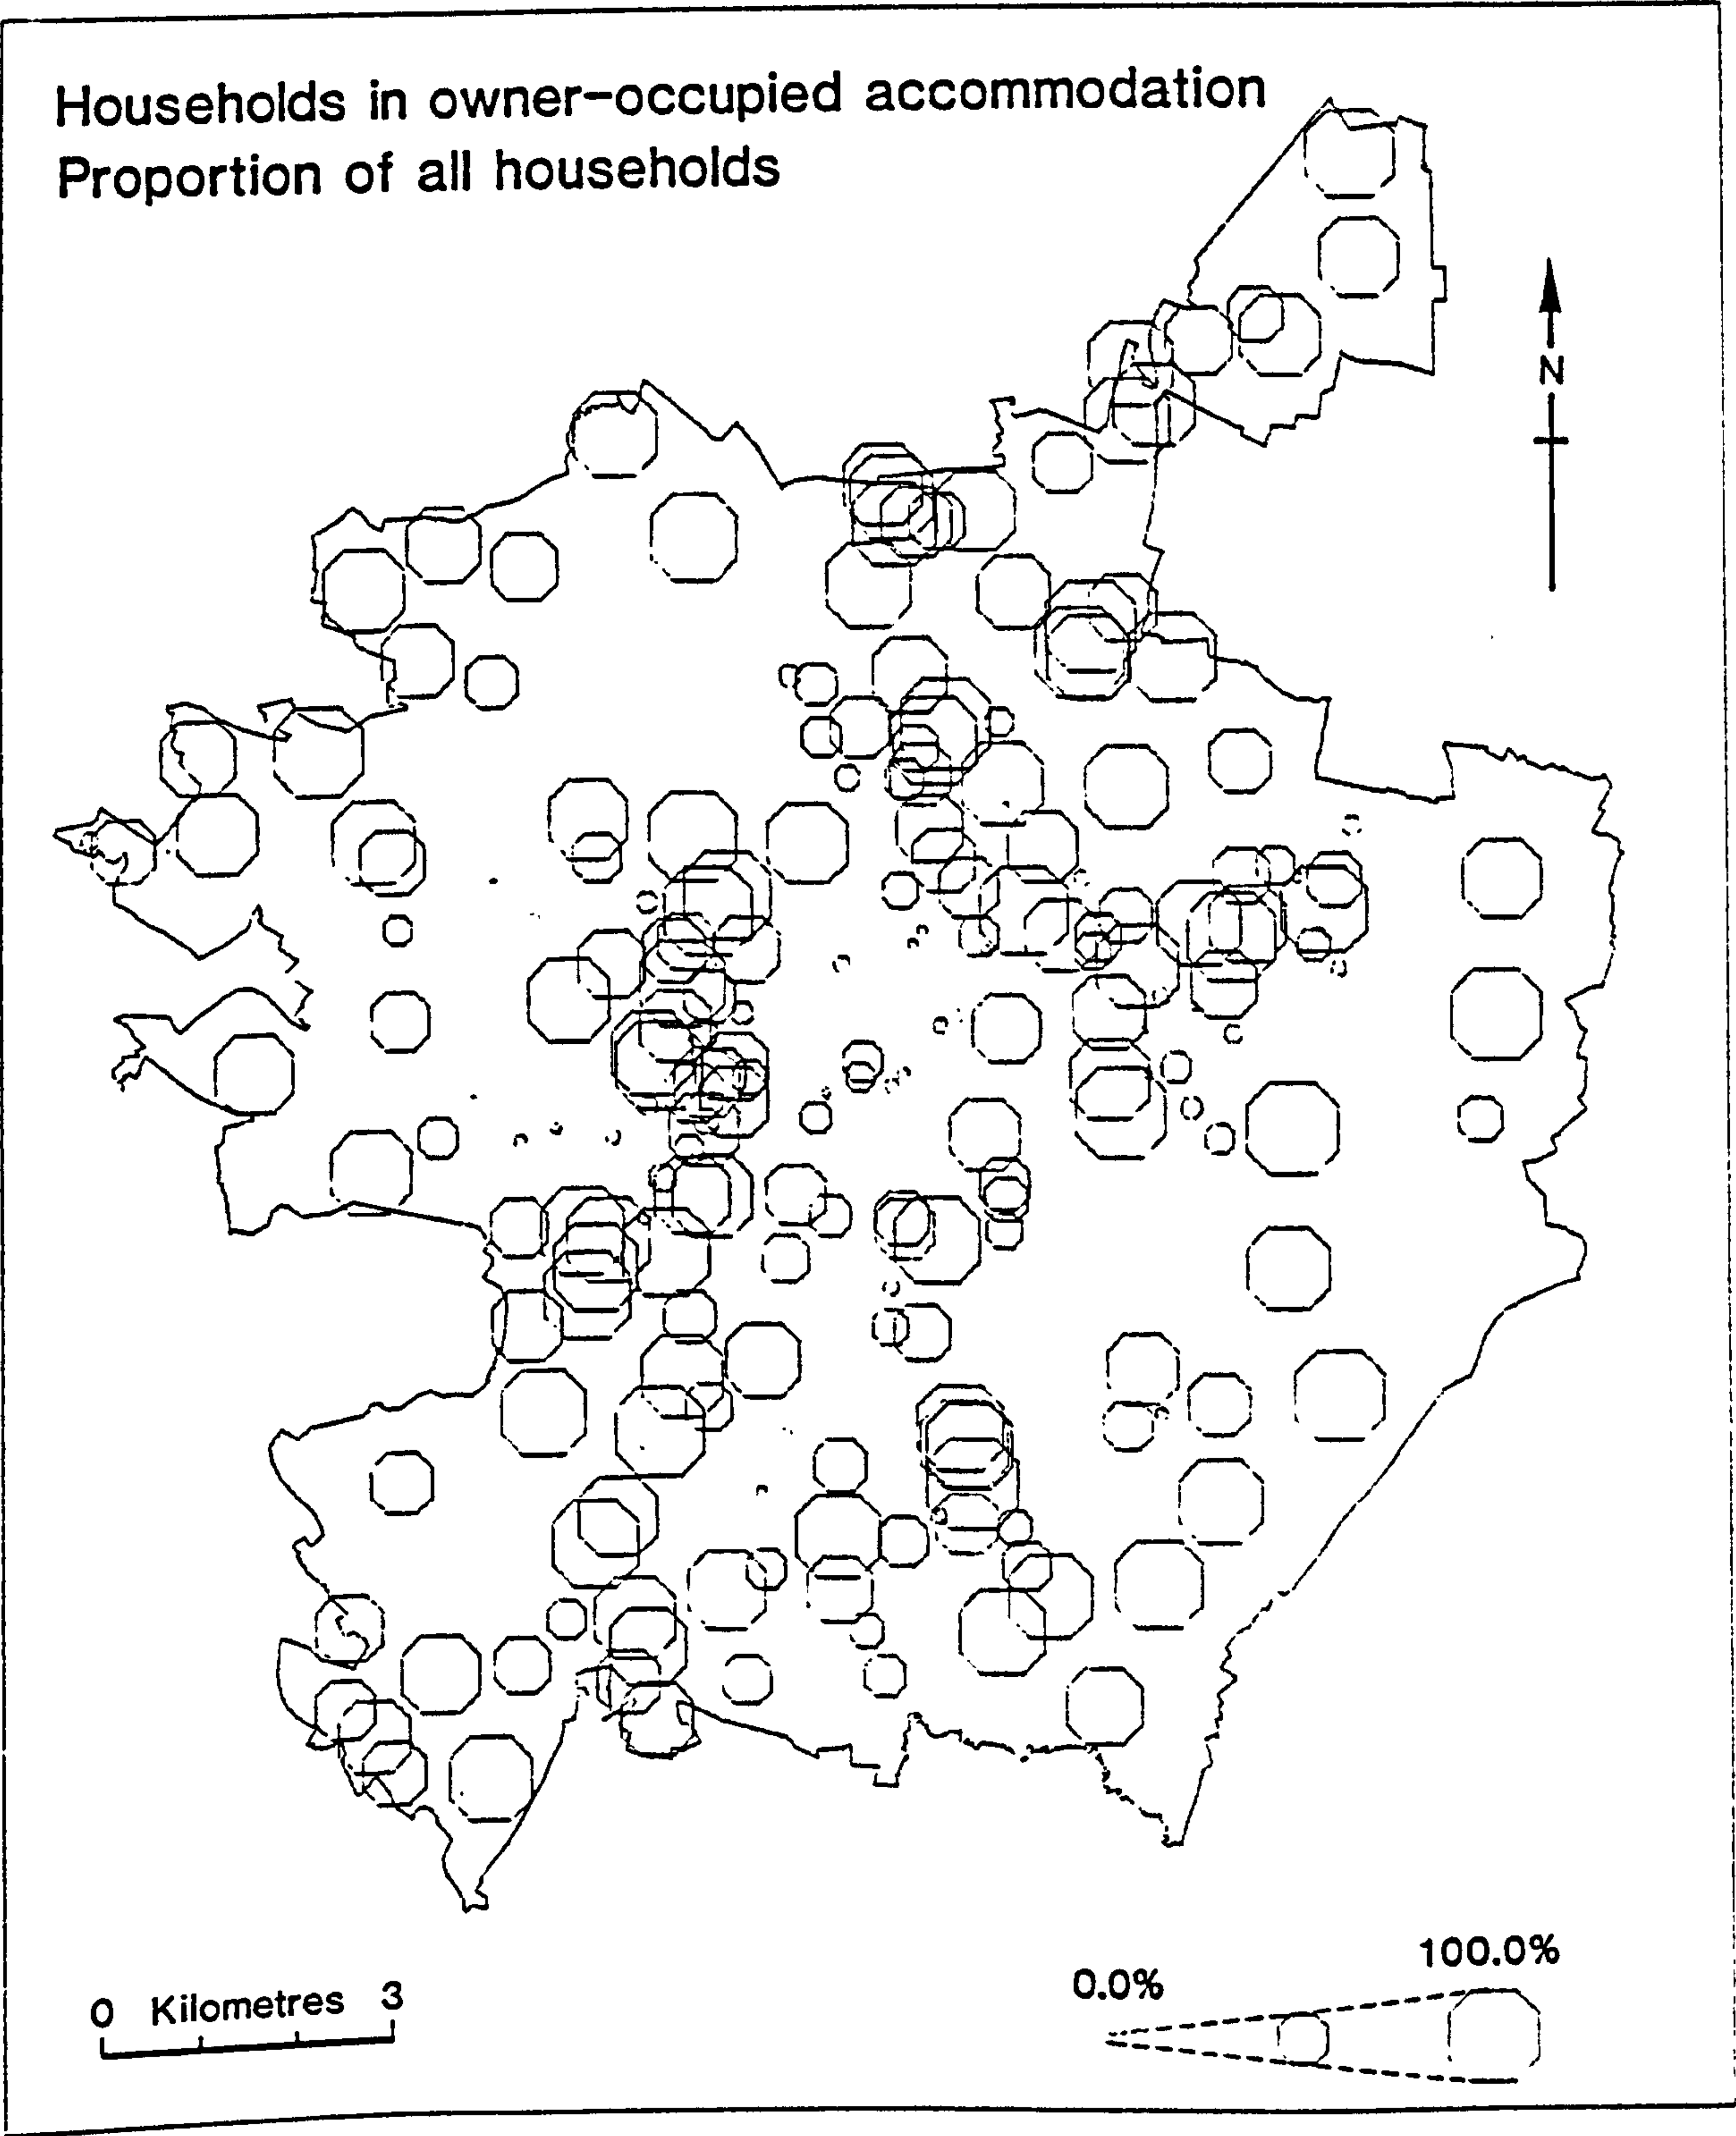 Households in owner-occupied accommodation
Proportion of all households
N
0 Kilometres 3
0.0%
100.0%